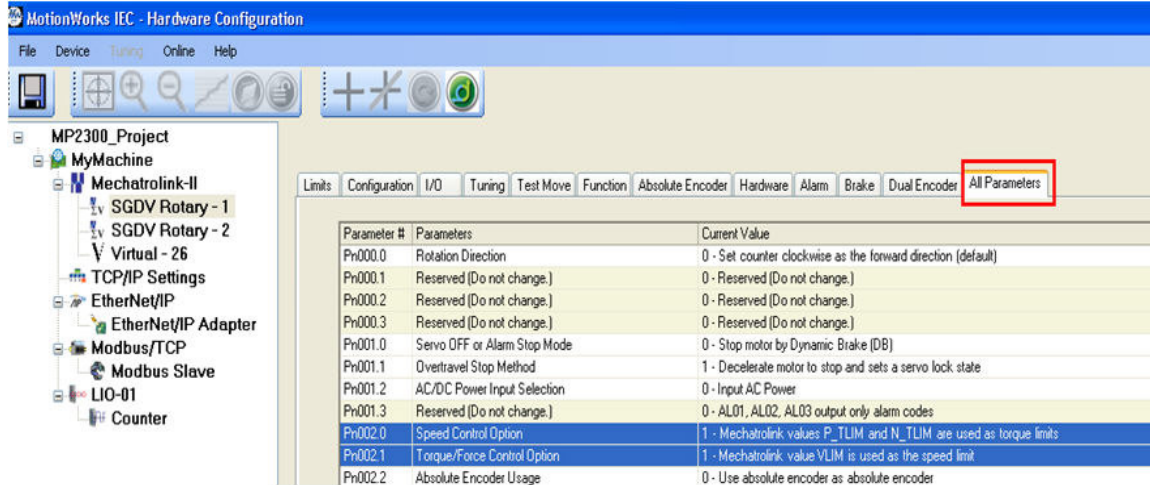 MotionWorks IEC - Hardware Configuration
File Device Tuning Online Help
MP2300_Project
MyMachine
Mechatrolink-II
SGDV Rotary - 1
SGDV Rotary - 2
Virtual - 26
TCP/IP Settings
EtherNet/IP
EtherNet/IP Adapter
Modbus/TCP
Modbus Slave
LIO-01
Counter
Limits Configuration I/O Tuning Test Move Function Absolute Encoder Hardware Alarm Brake Dual Encoder All Parameters
Parameter # Parameters Current Value
Pn000.0 Rotation Direction 0 - Set counter clockwise as the forward direction (default)
Pn000.1 Reserved (Do not change.) 0 - Reserved (Do not change.)
Pn000.2 Reserved (Do not change.) 0 - Reserved (Do not change.)
Pn000.3 Reserved (Do not change.) 0 - Reserved (Do not change.)
Pn001.0 Servo OFF or Alarm Stop Mode 0 - Stop motor by Dynamic Brake (DB)
Pn001.1 Overtravel Stop Method 1 - Decelerate motor to stop and sets a servo lock state
Pn001.2 AC/DC Power Input Selection 0 - Input AC Power
Pn001.3 Reserved (Do not change.) 0 - AL01, AL02, AL03 output only alarm codes
Pn002.0 Speed Control Option 1 - Mechatrolink values P_TLIM and N_TLIM are used as torque limits
Pn002.1 Torque/Force Control Option 1 - Mechatrolink value VLIM is used as the speed limit
Pn002.2 Absolute Encoder Usage 0 - Use absolute encoder as absolute encoder